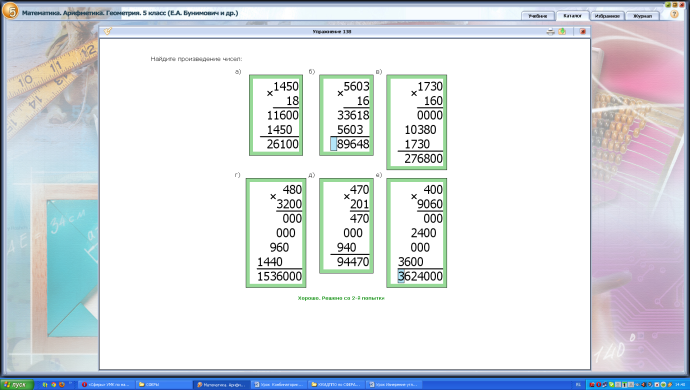 Математика. Арифметика. Геометрия. 5 класс (Е.А. Бунимович и др.)
Учебник Каталог Избранное Журнал
Упражнение 138
Найдите произведение чисел:
а) б) в)
1450 5603 1730
× 18 × 16 × 160
11600 33618 0000
1450 5603 10380
26100 89648 1730
276800
г) д) е)
480 470 400
× 3200 × 201 × 9060
000 470 000
000 000 2400
960 940 000
1440 94470 3600
1536000 3624000
Хорошо. Решено со 2-й попытки
пуск